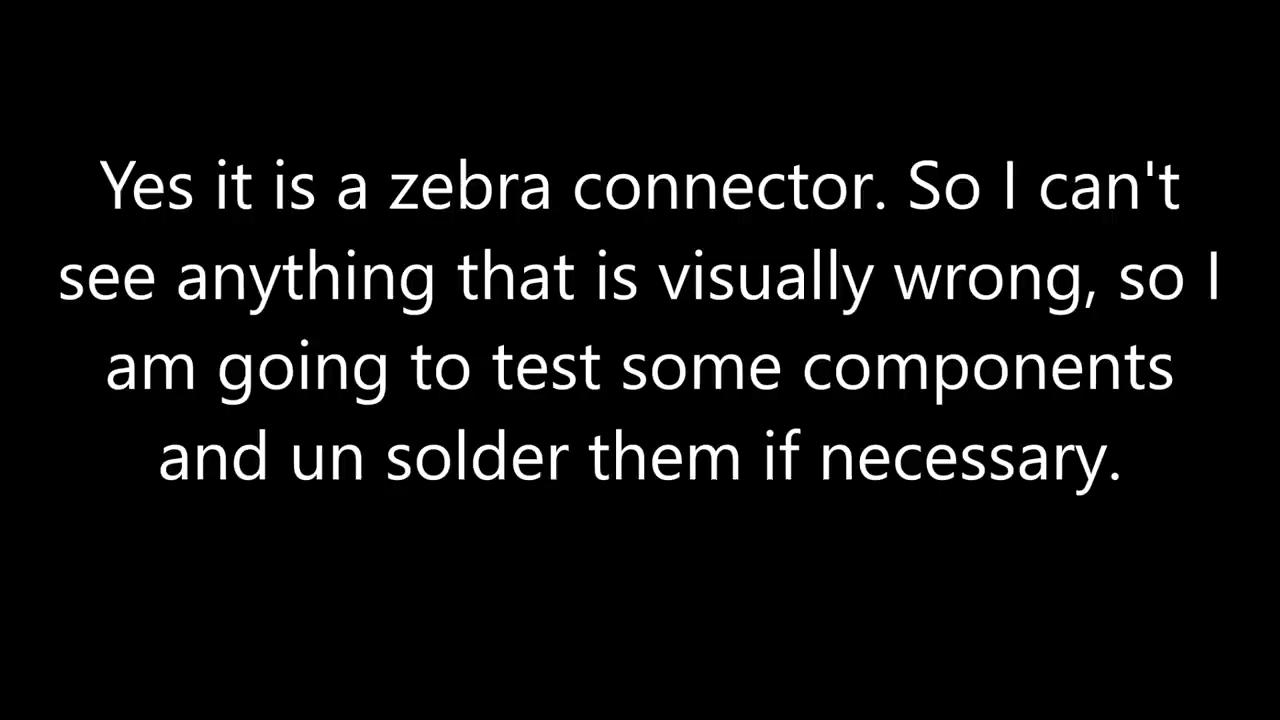 Yes it is a zebra connector. So I can't
see anything that is visually wrong, so I
am going to test some components
and un solder them if necessary.